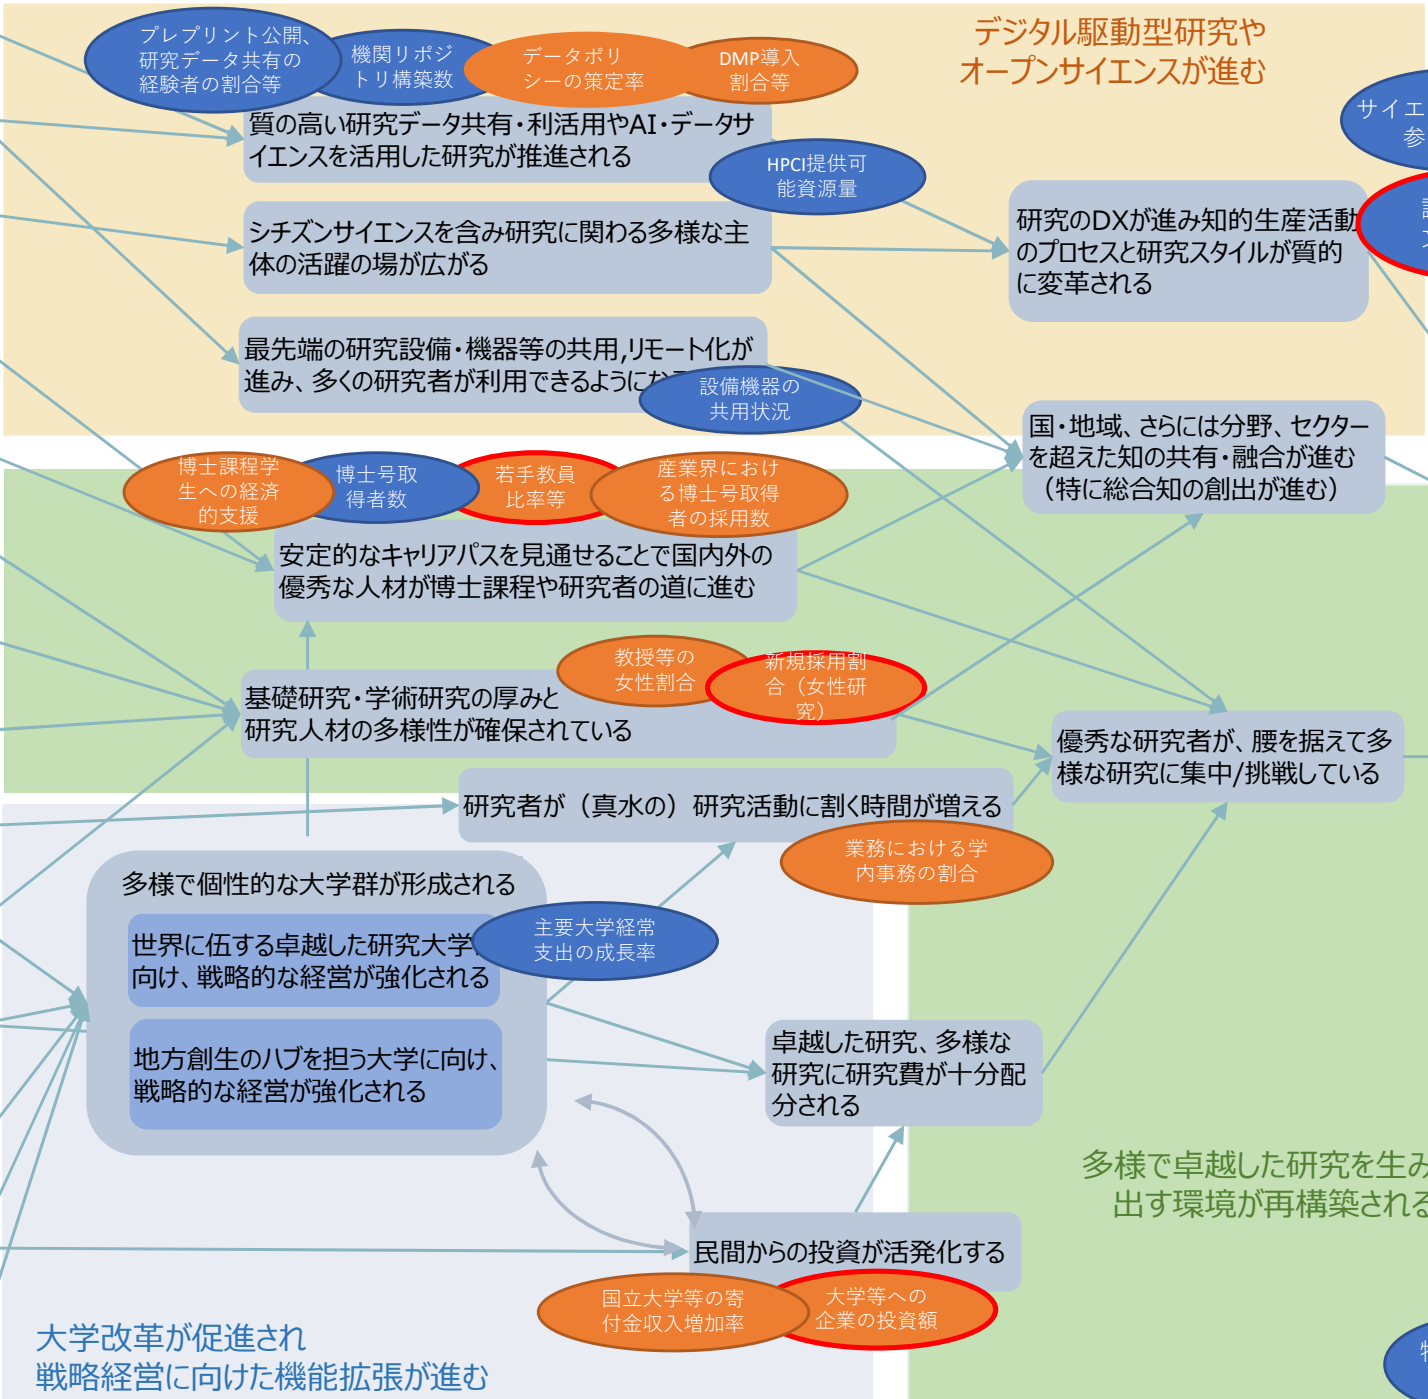 デジタル駆動型研究や
オープンサイエンスが進む
プレプリント公開、
研究データ共有の
経験者の割合等
機関リポジ
トリ構築数
データポリ
シーの策定率
DMP導入
割合等
質の高い研究データ共有・利活用やAI・データサ
イエンスを活用した研究が推進される
HPCI提供可
能資源量
サイエ
参
シチズンサイエンスを含み研究に関わる多様な主
体の活躍の場が広がる
研究のDXが進み知的生産活動
のプロセスと研究スタイルが質的
に変革される
最先端の研究設備・機器等の共用,リモート化が
進み、多くの研究者が利用できるようにな
設備機器の
共用状況
国・地域、さらには分野、セクター
を超えた知の共有・融合が進む
（特に総合知の創出が進む）
博士課程学
生への経済
的支援
博士号取
得者数
若手教員
比率等
産業界におけ
る博士号取得
者の採用数
安定的なキャリアパスを見通せることで国内外の
優秀な人材が博士課程や研究者の道に進む
教授等の
女性割合
新規採用割
合（女性研
究）
基礎研究・学術研究の厚みと
研究人材の多様性が確保されている
優秀な研究者が、腰を据えて多
様な研究に集中/挑戦している
研究者が（真水の）研究活動に割く時間が増える
業務における学
内事務の割合
多様で個性的な大学群が形成される
世界に伍する卓越した研究大学
向け、戦略的な経営が強化される
主要大学経常
支出の成長率
地方創生のハブを担う大学に向け、
戦略的な経営が強化される
卓越した研究、多様な
研究に研究費が十分配
分される
多様で卓越した研究を生み
出す環境が再構築される
民間からの投資が活発化する
国立大学等の寄
付金収入増加率
大学等への
企業の投資額
大学改革が促進され
戦略経営に向けた機能拡張が進む